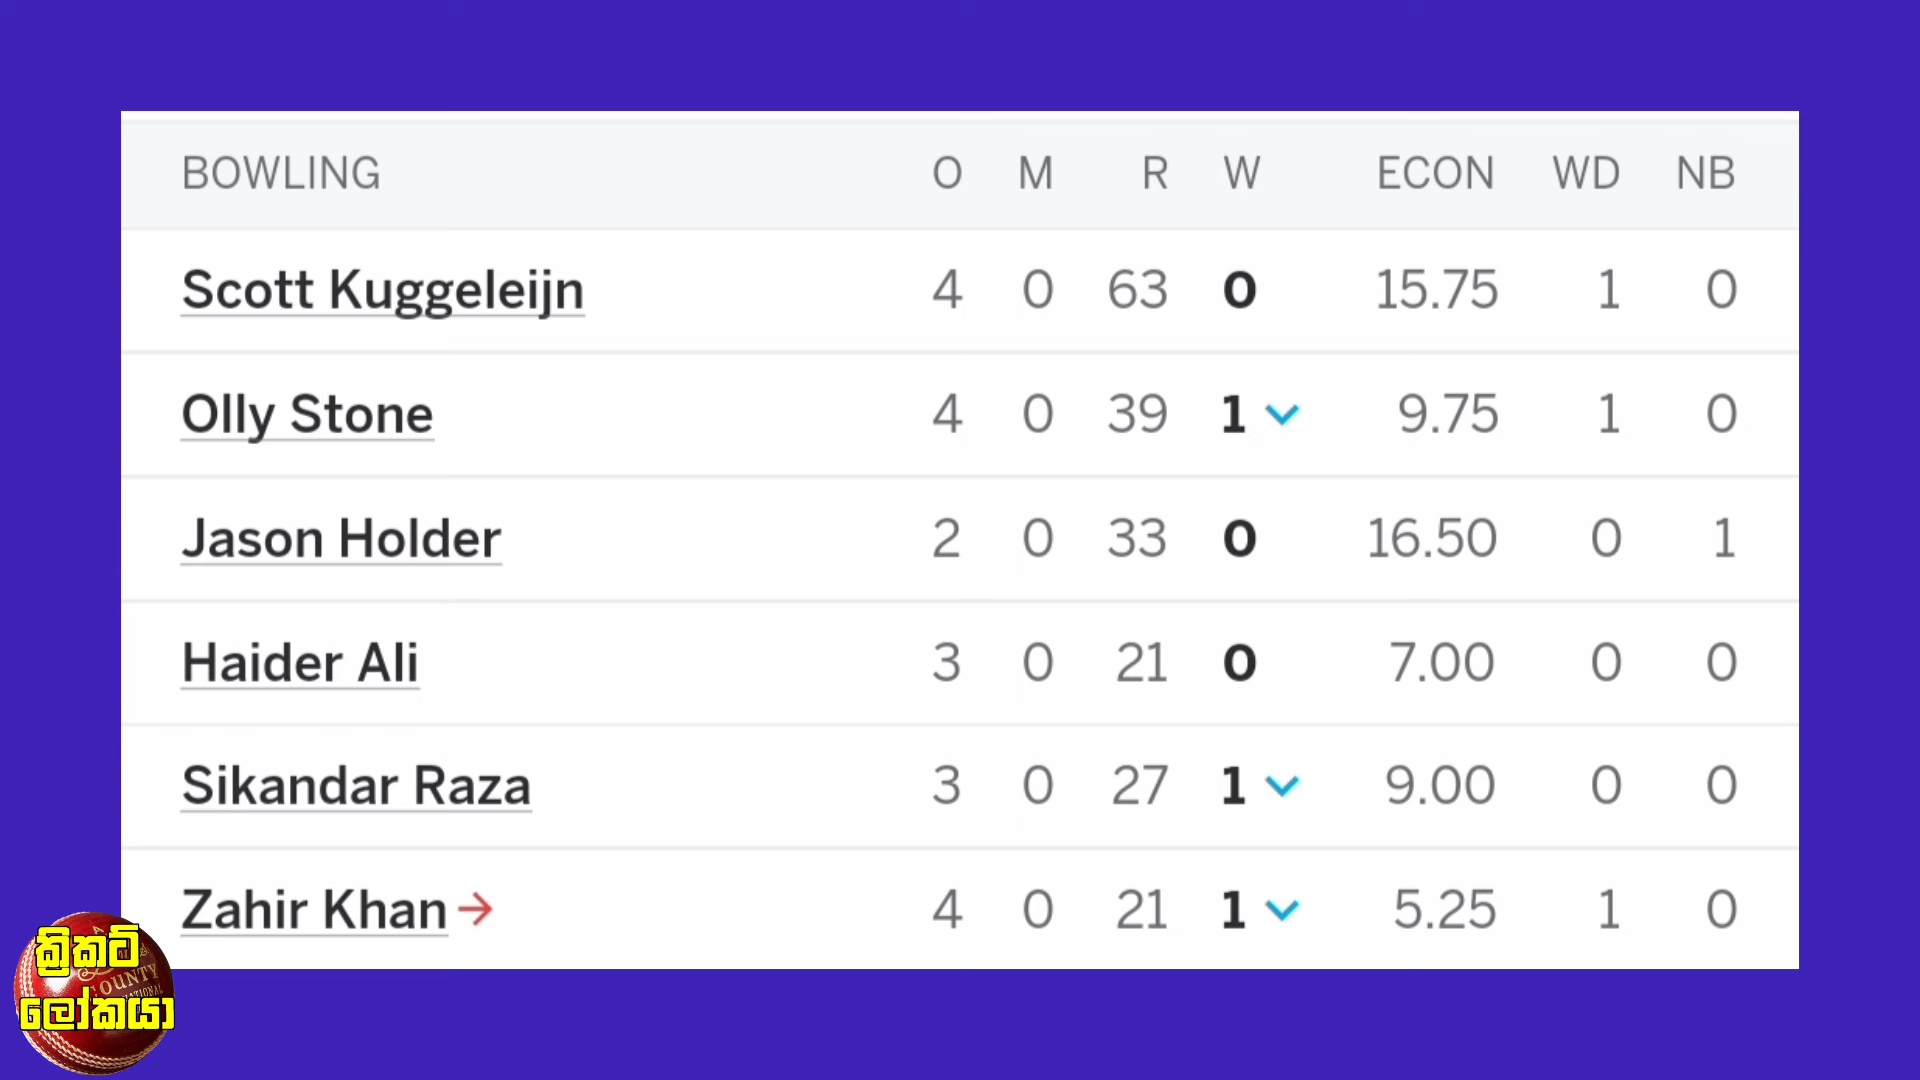 BOWLING O M R W ECON WD NB
Scott Kuggeleijn 4 0 63 0 15.75 1 0
Olly Stone 4 0 39 1 9.75 1 0
Jason Holder 2 0 33 0 16.50 0 1
Haider Ali 3 0 21 0 7.00 0 0
Sikandar Raza 3 0 27 1 9.00 0 0
Zahir Khan → 4 0 21 1 5.25 1 0
ක්‍රිකට්
COUNTY
ලෝකයා